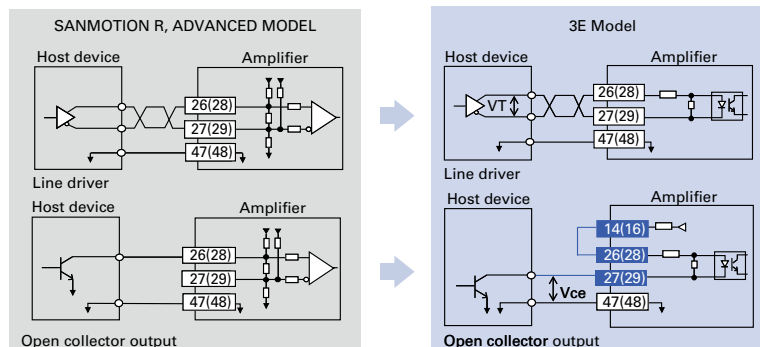 SANMOTION R, ADVANCED MODEL
Host device
Amplifier
26(28)
27(29)
47(48)
Line driver
Host device
Amplifier
26(28)
27(29)
47(48)
Open collector output
3E Model
Host device
Amplifier
VT
26(28)
27(29)
47(48)
Line driver
Host device
Amplifier
14(16)
26(28)
27(29)
Vce
47(48)
Open collector output